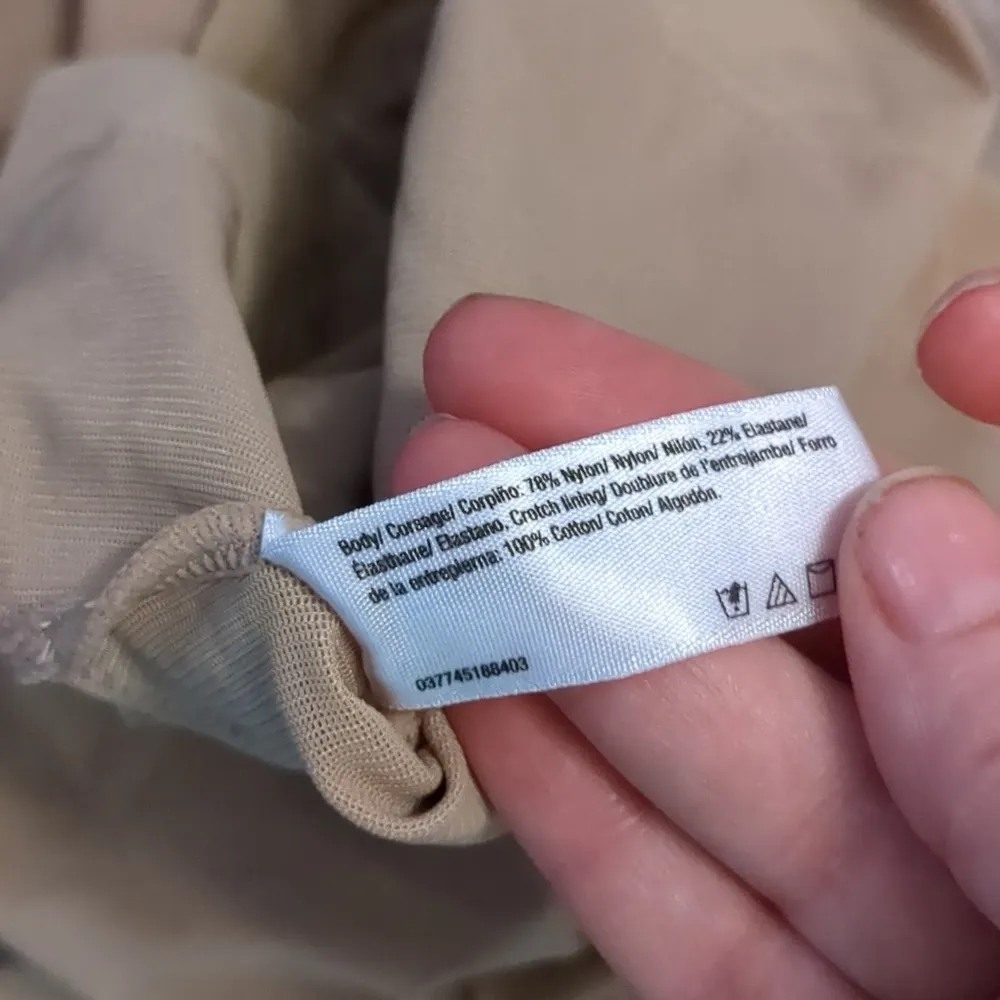 Body/ Corsage/ Corpiño: 78% Nylon/ Nylon/ Nilón, 22% Elastane/
Élasthane/ Elastano. Crotch lining/ Doublure de l'entrejambe/ Forro
de la entrepierna: 100% Cotton/ Coton/ Algodón.
037745188403